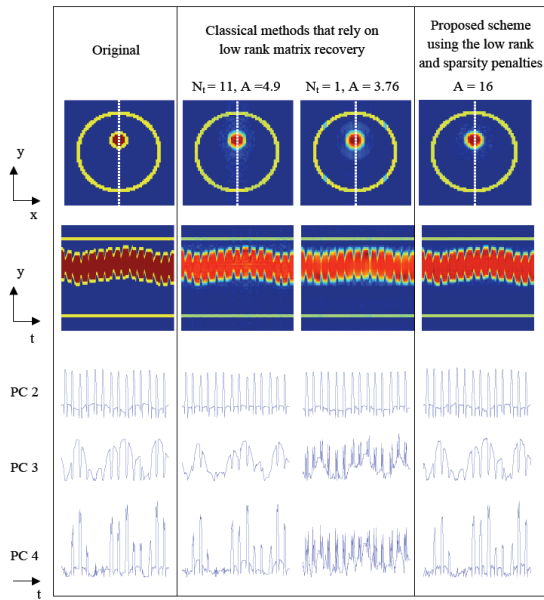 Original
Classical methods that rely on
low rank matrix recovery
Proposed scheme
using the low rank
and sparsity penalties
Nt = 11, A =4.9
Nt = 1, A = 3.76
A = 16
y
x
y
t
PC 2
PC 3
PC 4
t